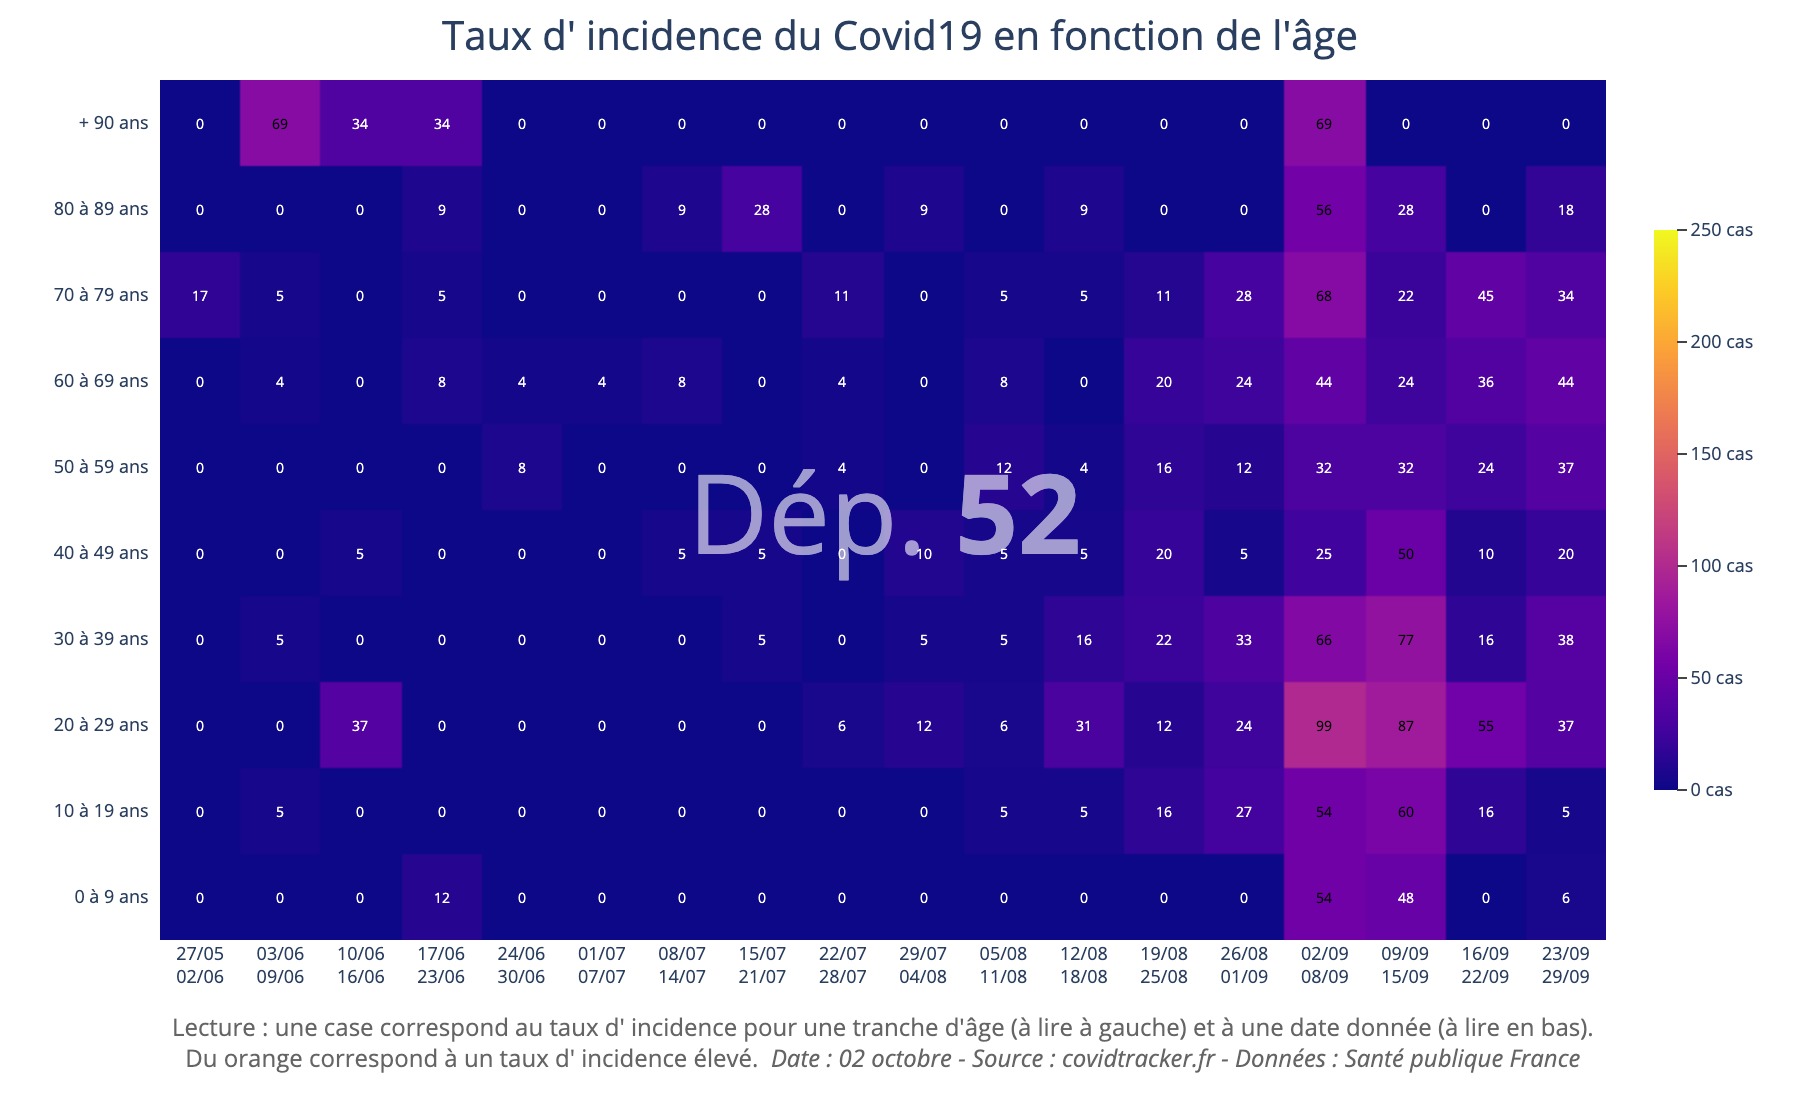 Taux d' incidence du Covid19 en fonction de l'âge
+ 90 ans 0 69 34 34 0 0 0 0 0 0 0 0 0 0 69 0 0 0
80 à 89 ans 0 0 0 9 0 0 9 28 0 9 0 9 0 0 56 28 0 18
70 à 79 ans 17 5 0 5 0 0 0 0 11 0 5 5 11 28 68 22 45 34
60 à 69 ans 0 4 0 8 4 4 8 0 4 0 8 0 20 24 44 24 36 44
50 à 59 ans 0 0 0 0 8 0 0 0 4 0 12 4 16 12 32 32 24 37
Dép. 52
40 à 49 ans 0 0 5 0 0 0 5 5 0 10 5 5 20 5 25 50 10 20
30 à 39 ans 0 5 0 0 0 0 0 5 0 5 5 16 22 33 66 77 16 38
20 à 29 ans 0 0 37 0 0 0 0 0 6 12 6 31 12 24 99 87 55 37
10 à 19 ans 0 5 0 0 0 0 0 0 0 0 5 5 16 27 54 60 16 5
0 à 9 ans 0 0 0 12 0 0 0 0 0 0 0 0 0 0 54 48 0 6
27/05 03/06 10/06 17/06 24/06 01/07 08/07 15/07 22/07 29/07 05/08 12/08 19/08 26/08 02/09 09/09 16/09 23/09
02/06 09/06 16/06 23/06 30/06 07/07 14/07 21/07 28/07 04/08 11/08 18/08 25/08 01/09 08/09 15/09 22/09 29/09
250 cas
200 cas
150 cas
100 cas
50 cas
0 cas
Lecture : une case correspond au taux d' incidence pour une tranche d'âge (à lire à gauche) et à une date donnée (à lire en bas).
Du orange correspond à un taux d' incidence élevé. Date : 02 octobre - Source : covidtracker.fr - Données : Santé publique France